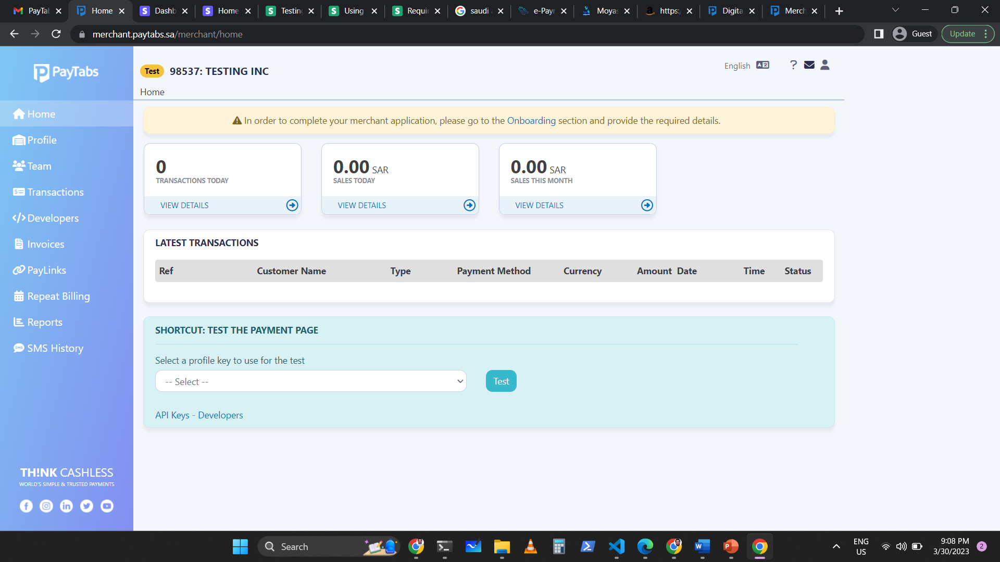 PayTab
Home
Dashb
Home
Testin
Using
Requir
saudi
e-Payr
Moyas
https:/
Digita
Merch
merchant.paytabs.sa/merchant/home
Guest
Update
PayTabs
Test
98537: TESTING INC
English
Home
Home
Profile
Team
Transactions
Developers
Invoices
PayLinks
Repeat Billing
Reports
SMS History
In order to complete your merchant application, please go to the Onboarding section and provide the required details.
0
TRANSACTIONS TODAY
VIEW DETAILS
0.00 SAR
SALES TODAY
VIEW DETAILS
0.00 SAR
SALES THIS MONTH
VIEW DETAILS
LATEST TRANSACTIONS
Ref Customer Name Type Payment Method Currency Amount Date Time Status
SHORTCUT: TEST THE PAYMENT PAGE
Select a profile key to use for the test
-- Select --
Test
API Keys - Developers
TH!NK CASHLESS
WORLD'S SIMPLE & TRUSTED PAYMENTS
Search
ENG
US
9:08 PM
3/30/2023
2